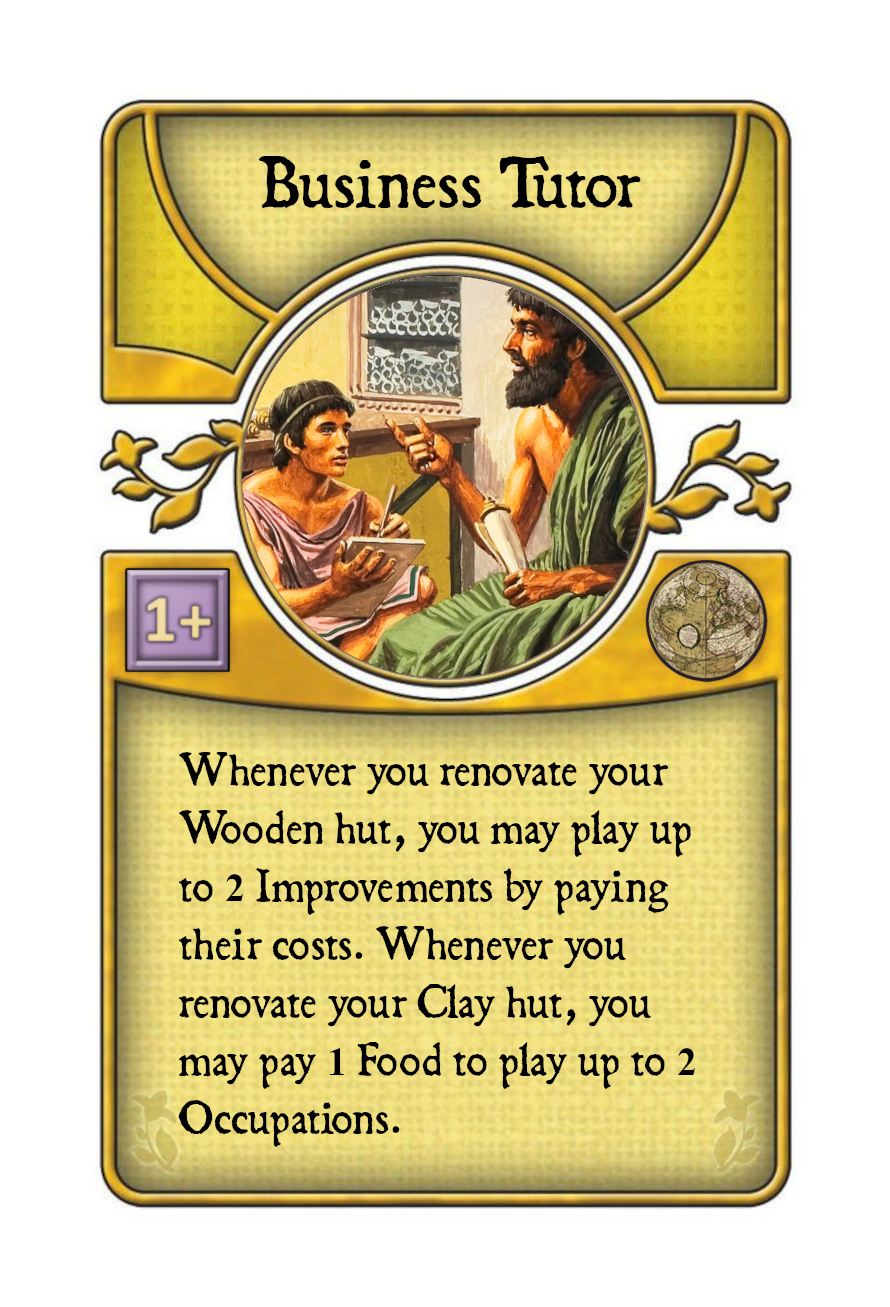 Business Tutor
1+
Whenever you renovate your
Wooden hut, you may play up
to 2 Improvements by paying
their costs. Whenever you
renovate your Clay hut, you
may pay 1 Food to play up to 2
Occupations.